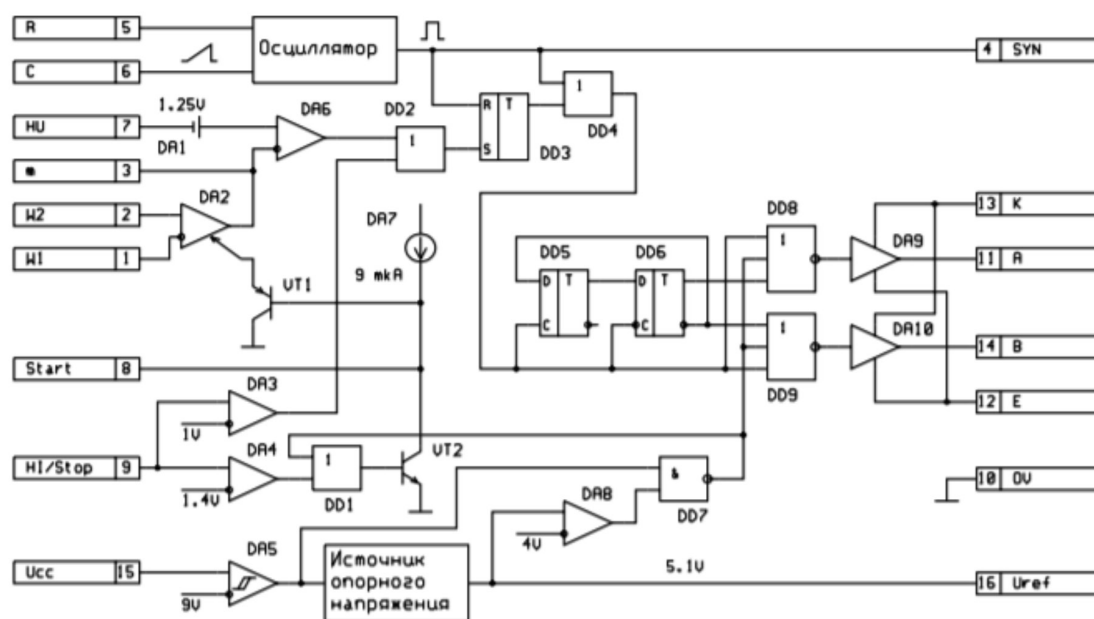 R 5
Осциллятор
4 SYN
C 6
1.25V
DA6
DD2
R T
1
DD4
HU 7
DA1
1
S
DD3
m 3
DA2
W2 2
DA7
DD8
13 K
W1 1
DD5
DD6
1
DA9
11 A
VT1
9 mkA
D T
D T
C
C
1
DA10
14 B
Start 8
DA3
DD9
12 E
1V
DA4
VT2
HI/Stop 9
1
&
10 0V
1.4V
DD1
DA8
DD7
DA5
4V
Ucc 15
Источник
опорного
напряжения
5.1V
16 Uref
9V